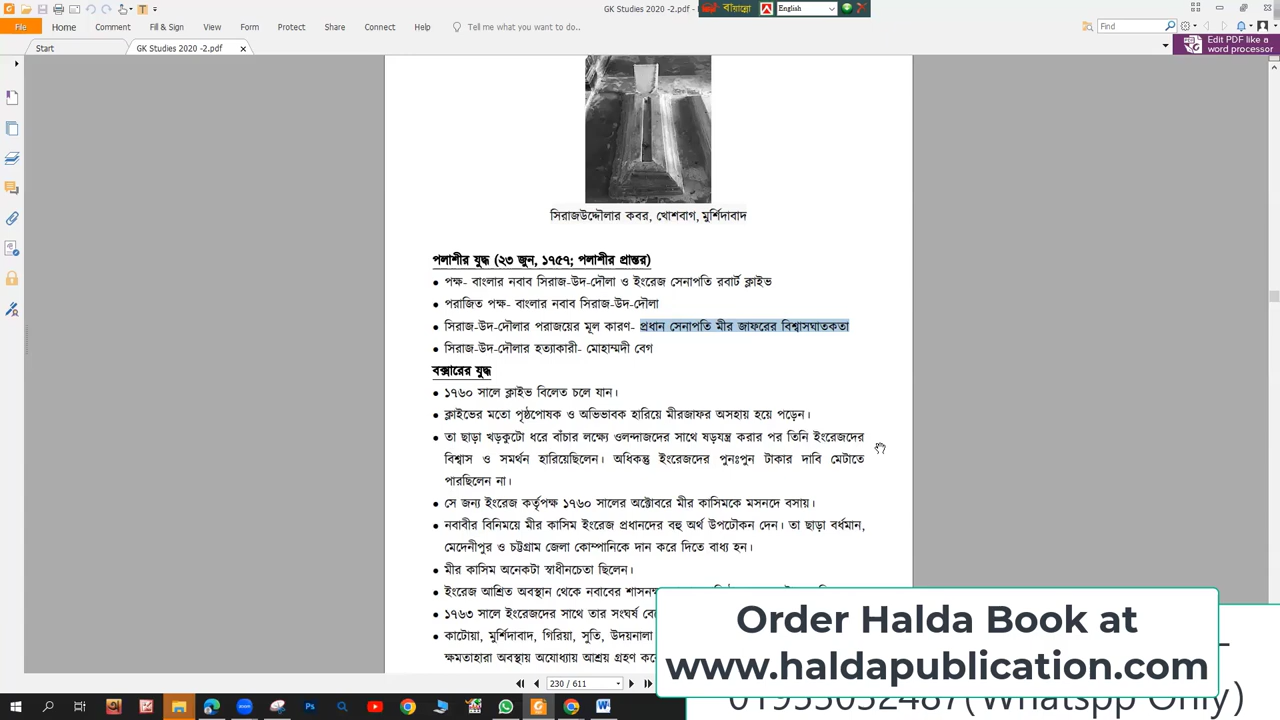 GK Studies 2020 -2.pdf -
English
File Home Comment Fill & Sign View Form Protect Share Connect Help Tell me what you want to do.. Find
Start GK Studies 2020 -2.pdf
Edit PDF like a
word processor
সিরাজউদ্দৌলার কবর, খোশবাগ, মুর্শিদাবাদ
পলাশীর যুদ্ধ (২৩ জুন, ১৭৫৭; পলাশীর প্রান্তর)
• পক্ষ- বাংলার নবাব সিরাজ-উদ-দৌলা ও ইংরেজ সেনাপতি রবার্ট ক্লাইভ
• পরাজিত পক্ষ- বাংলার নবাব সিরাজ-উদ-দৌলা
• সিরাজ-উদ-দৌলার পরাজয়ের মূল কারণ- প্রধান সেনাপতি মীর জাফরের বিশ্বাসঘাতকতা
• সিরাজ-উদ-দৌলার হত্যাকারী- মোহাম্মদী বেগ
বক্সারের যুদ্ধ
• ১৭৬০ সালে ক্লাইভ বিলেত চলে যান।
• ক্লাইভের মতো পৃষ্ঠপোষক ও অভিভাবক হারিয়ে মীরজাফর অসহায় হয়ে পড়েন।
• তা ছাড়া খড়কুটো ধরে বাঁচার লক্ষ্যে ওলন্দাজদের সাথে ষড়যন্ত্র করার পর তিনি ইংরেজদের
বিশ্বাস ও সমর্থন হারিয়েছিলেন। অধিকন্তু ইংরেজদের পুনঃপুন টাকার দাবি মেটাতে
পারছিলেন না।
• সে জন্য ইংরেজ কর্তৃপক্ষ ১৭৬০ সালের অক্টোবরে মীর কাসিমকে মসনদে বসায়।
• নবাবীর বিনিময়ে মীর কাসিম ইংরেজ প্রধানদের বহু অর্থ উপঢৌকন দেন। তা ছাড়া বর্ধমান,
মেদেনীপুর ও চট্টগ্রাম জেলা কোম্পানিকে দান করে দিতে বাধ্য হন।
• মীর কাসিম অনেকটা স্বাধীনচেতা ছিলেন।
• ইংরেজ আশ্রিত অবস্থান থেকে নবাবের
• ১৭৬৩ সালে ইংরেজদের সাথে তার সংঘর্ষ
• কাটোয়া, মুর্শিদাবাদ, গিরিয়া, সুতি, উদয়নালা
ক্ষমতাহারা অবস্থায় অযোধ্যায় আশ্রয় গ্রহণ
Order Halda Book at
www.haldapublication.com
(Whatspp Only)
230 / 611